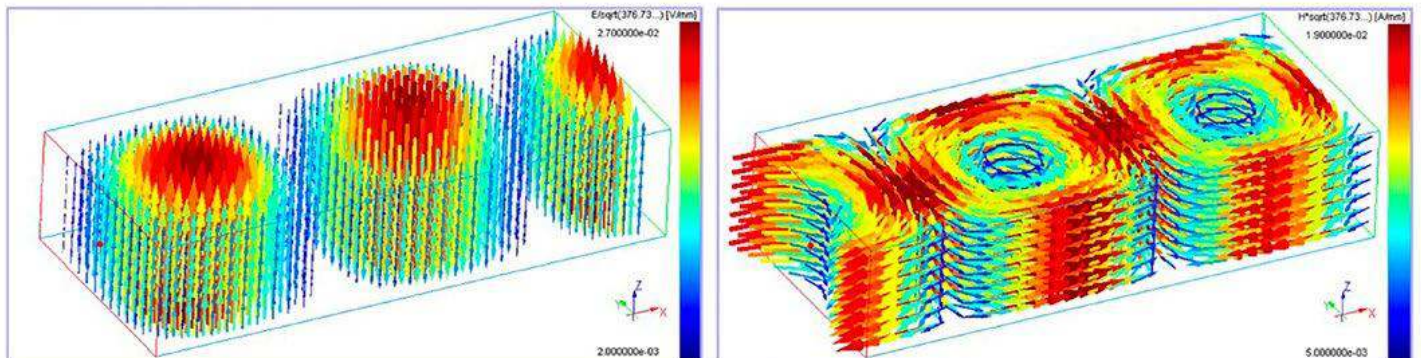 E/sqrt(376.73...) [V/mm]
2.700000e-02
Z
Y
X
2.000000e-03
H*sqrt(376.73...) [A/mm]
1.900000e-02
Z
Y
X
5.000000e-03